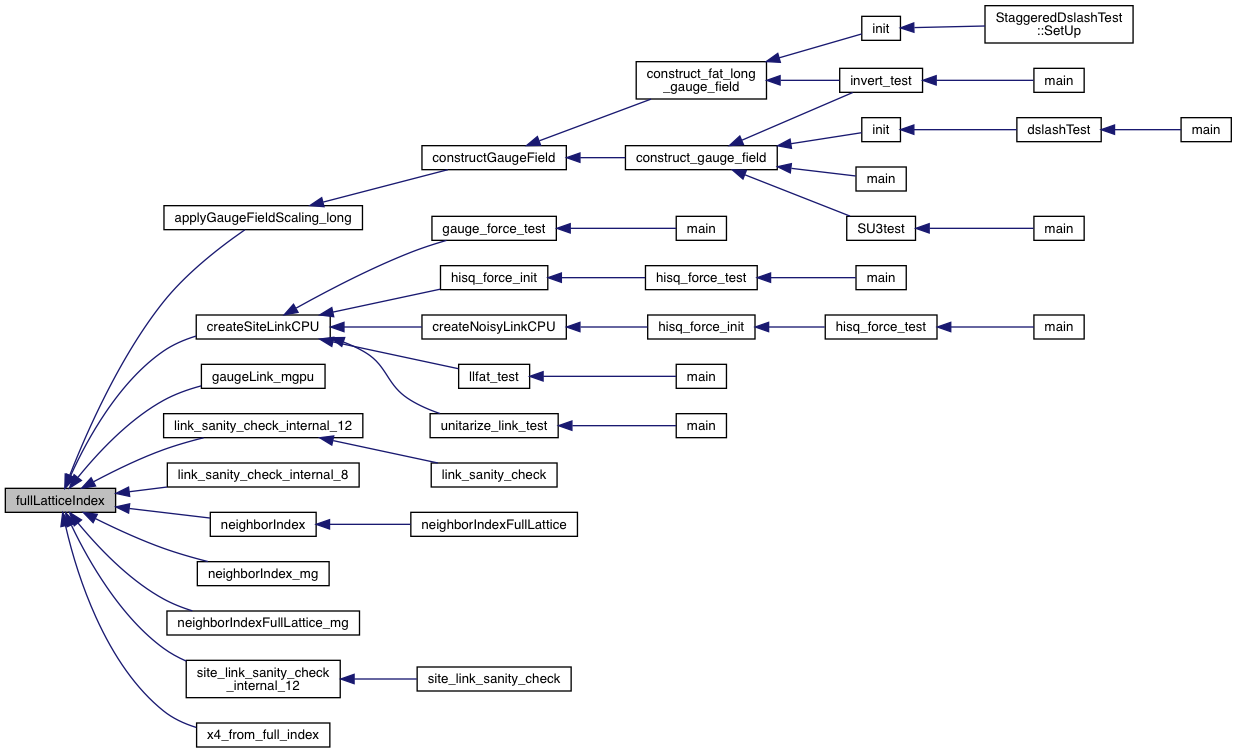 StaggeredDslashTest
::SetUp
init
construct_fat_long
_gauge_field
invert_test
main
init
dslashTest
main
constructGaugeField
construct_gauge_field
main
applyGaugeFieldScaling_long
gauge_force_test
main
SU3test
main
hisq_force_init
hisq_force_test
main
createSiteLinkCPU
createNoisyLinkCPU
hisq_force_init
hisq_force_test
main
gaugeLink_mgpu
llfat_test
main
link_sanity_check_internal_12
unitarize_link_test
main
link_sanity_check_internal_8
link_sanity_check
fullLatticeIndex
neighborIndex
neighborIndexFullLattice
neighborIndex_mg
neighborIndexFullLattice_mg
site_link_sanity_check
_internal_12
site_link_sanity_check
x4_from_full_index